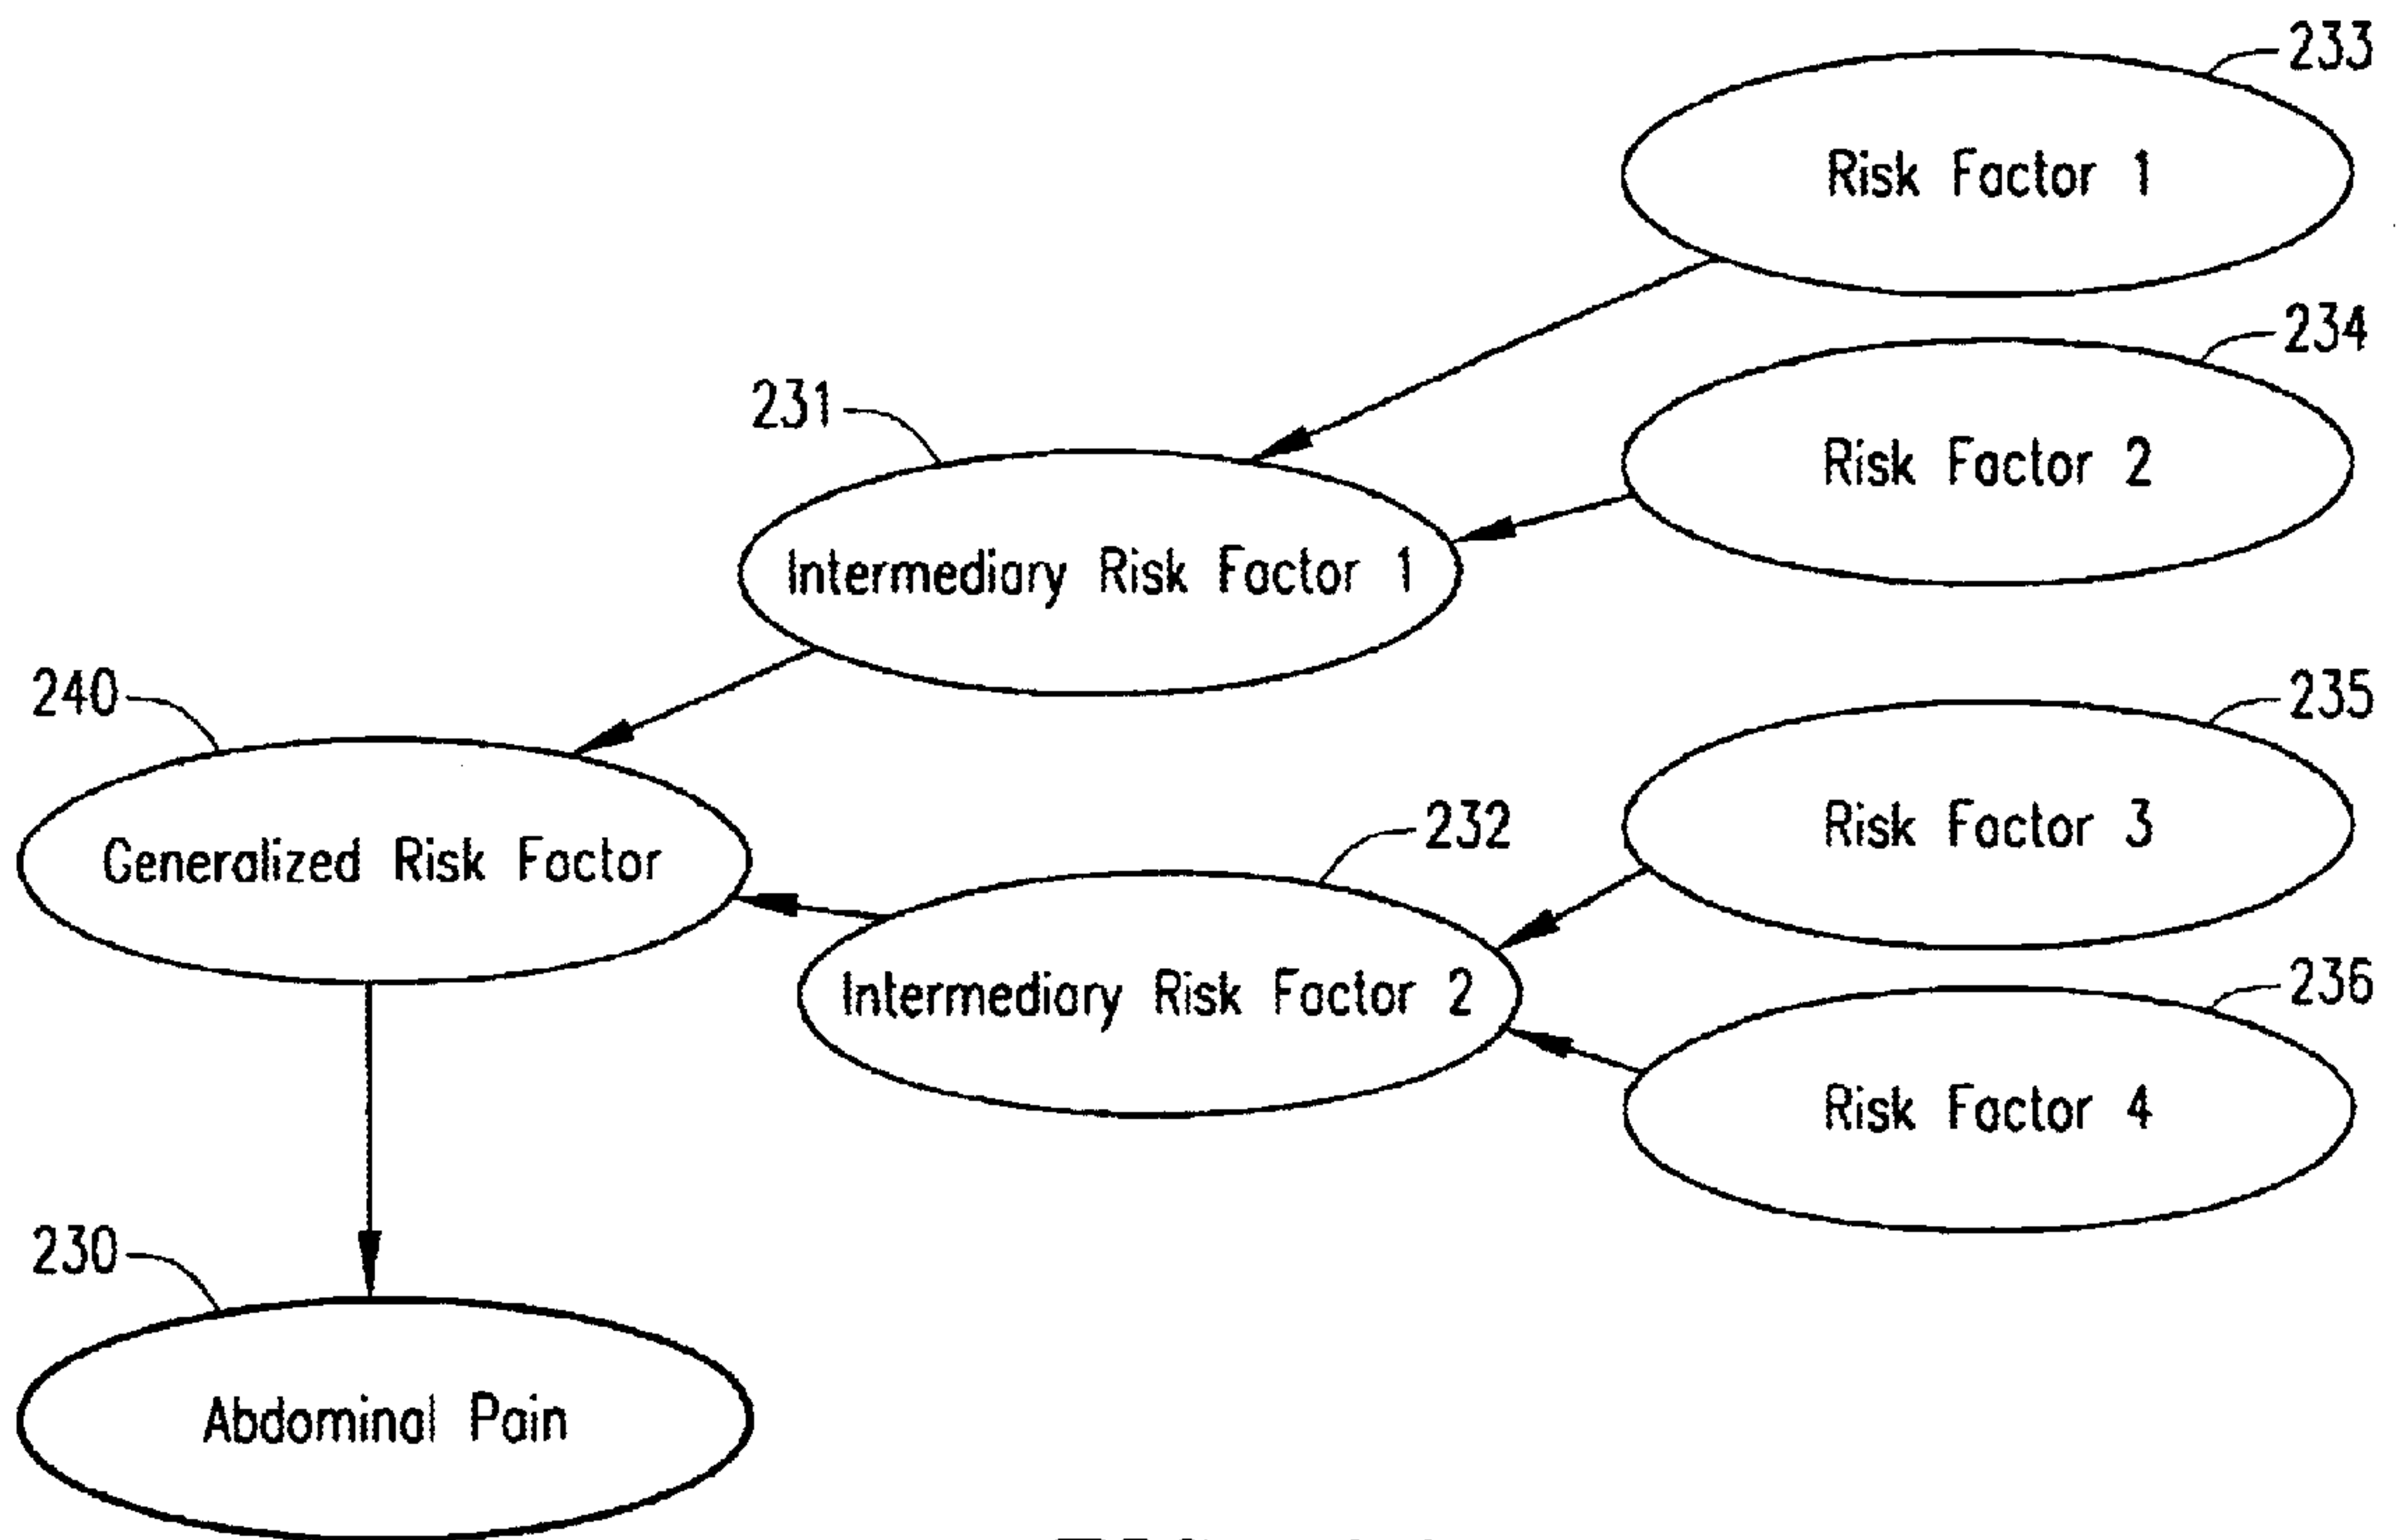 233
Risk Factor 1
234
Risk Factor 2
231
Intermediary Risk Factor 1
240
235
Generalized Risk Factor
232
Risk Factor 3
Intermediary Risk Factor 2
236
Risk Factor 4
230
Abdominal Pain